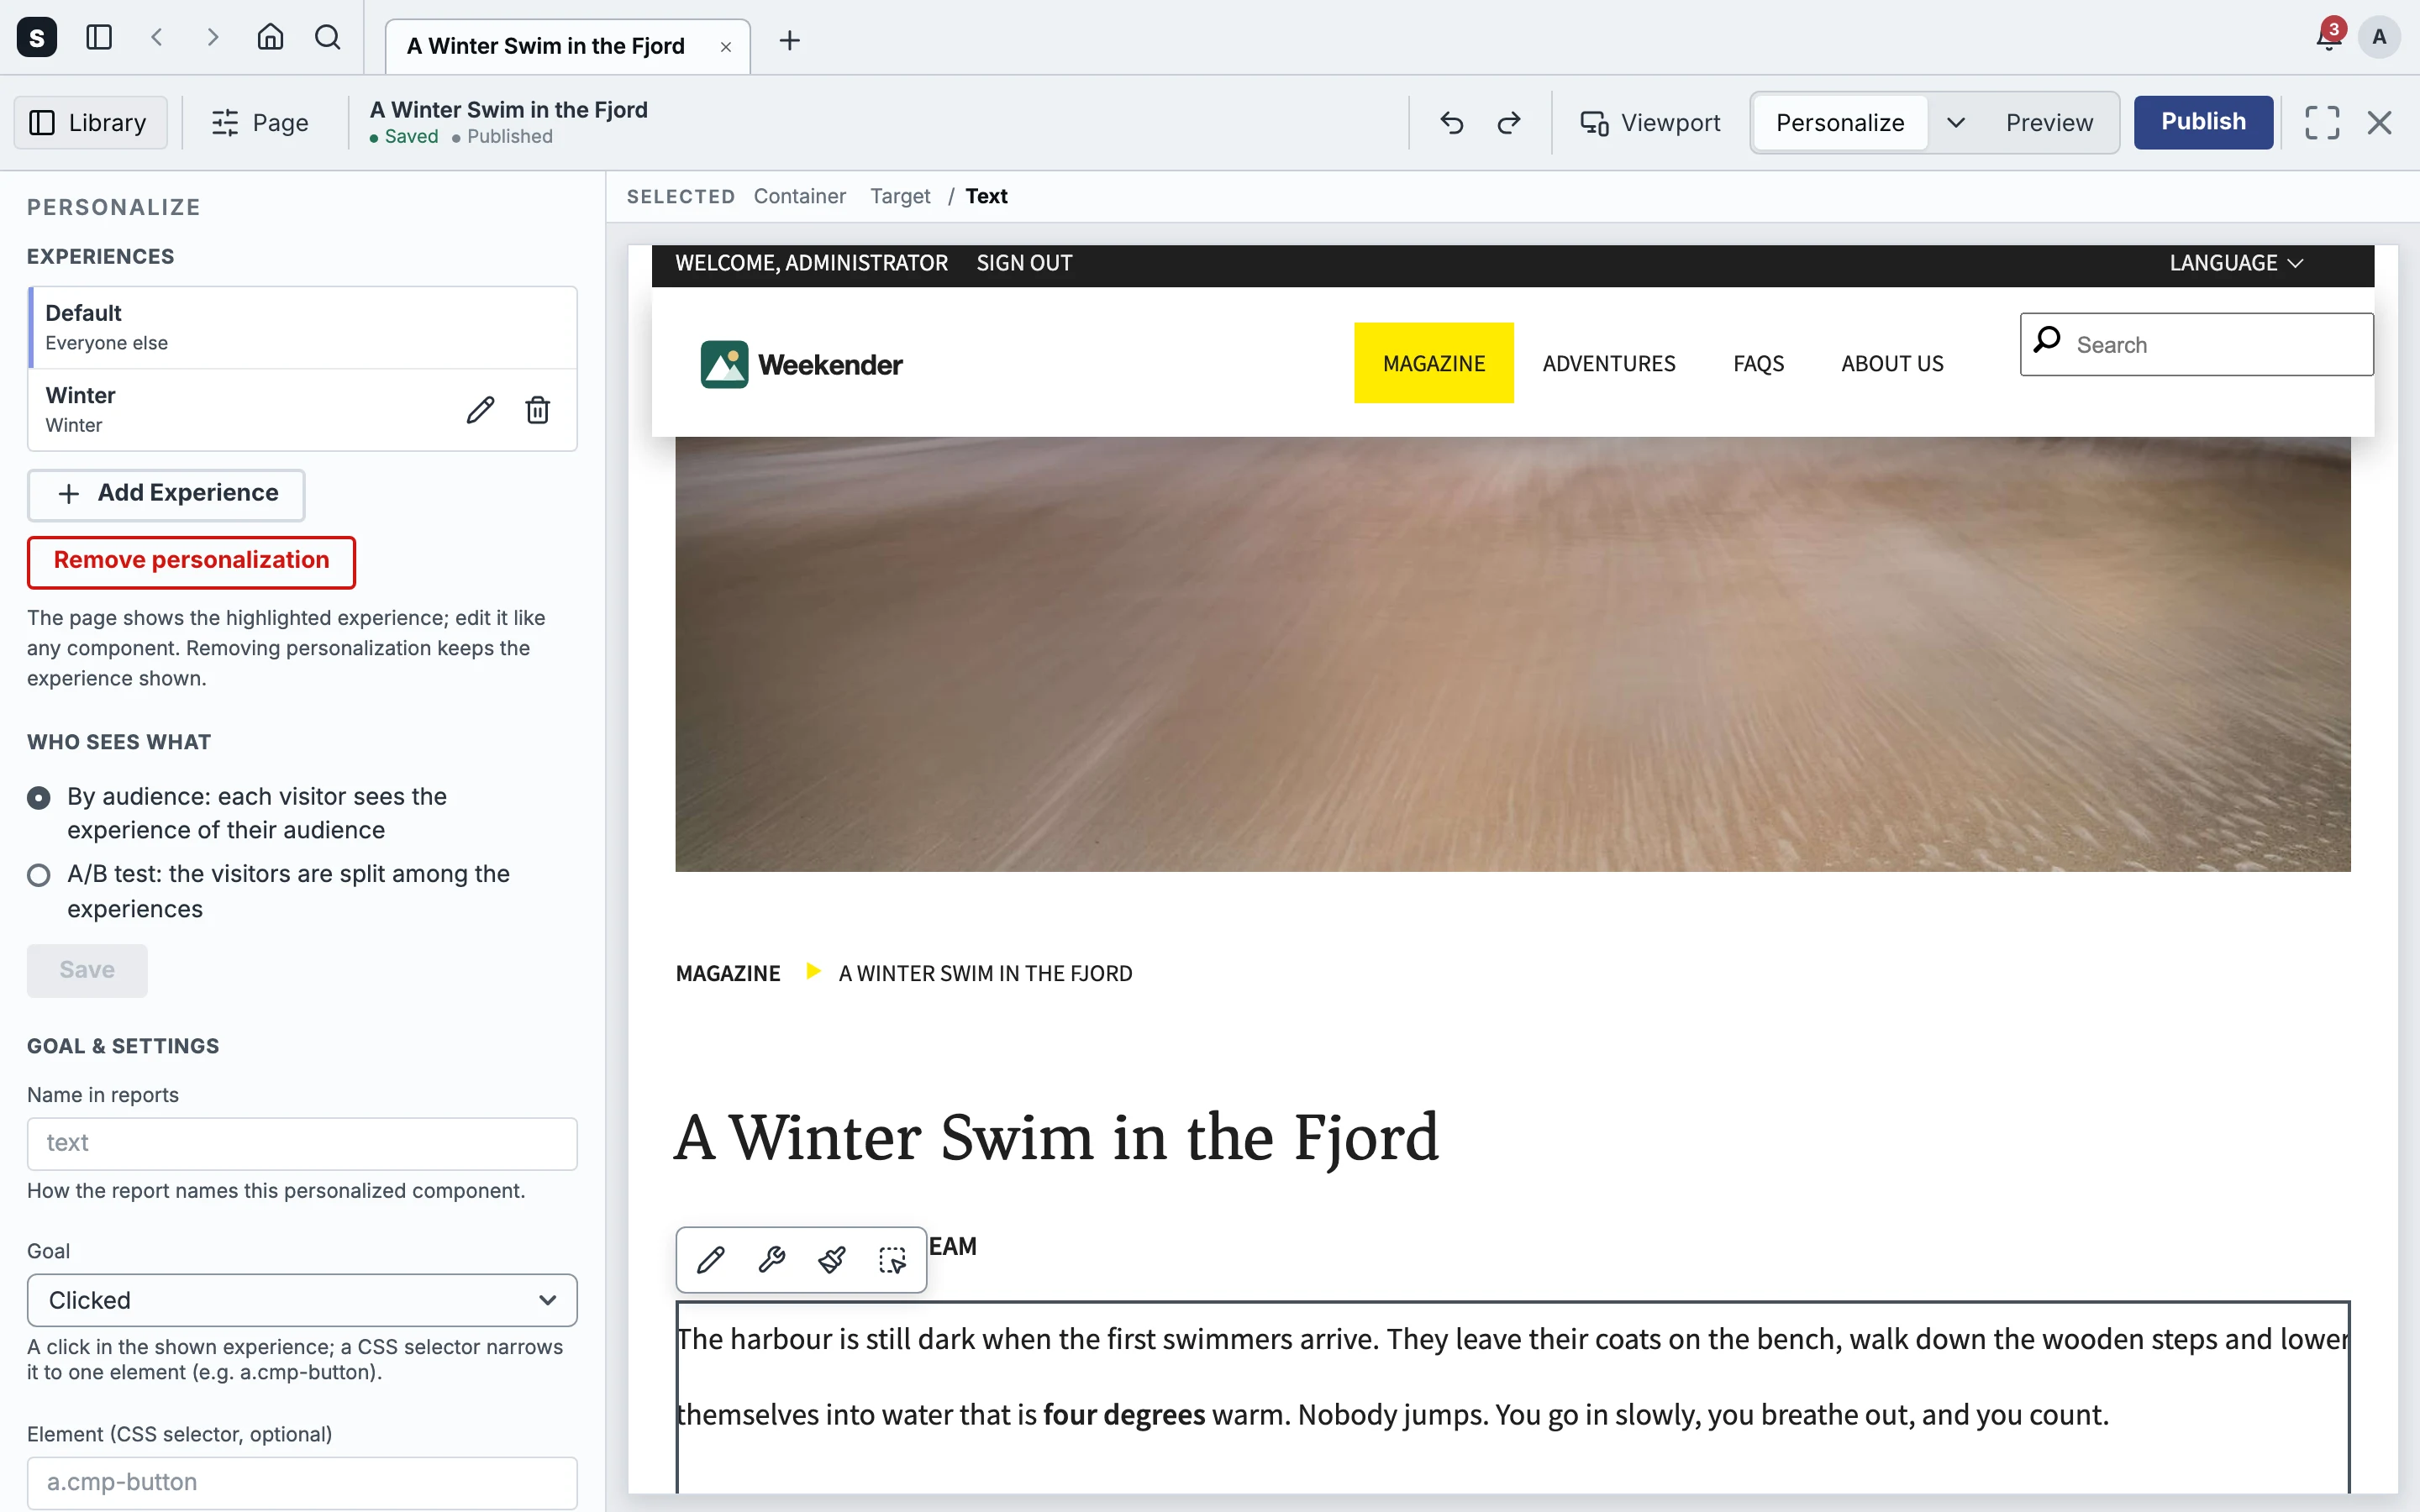 S
A Winter Swim in the Fjord
3
A
Library
Page
A Winter Swim in the Fjord
Saved
Published
Viewport
Personalize
Preview
Publish
PERSONALIZE
EXPERIENCES
Default
Everyone else
Winter
Winter
Add Experience
Remove personalization
The page shows the highlighted experience; edit it like
any component. Removing personalization keeps the
experience shown.
WHO SEES WHAT
By audience: each visitor sees the
experience of their audience
A/B test: the visitors are split among the
experiences
Save
GOAL & SETTINGS
Name in reports
text
How the report names this personalized component.
Goal
Clicked
A click in the shown experience; a CSS selector narrows
it to one element (e.g. a.cmp-button).
Element (CSS selector, optional)
a.cmp-button
SELECTED Container Target / Text
WELCOME, ADMINISTRATOR SIGN OUT
LANGUAGE
Weekender
MAGAZINE
ADVENTURES
FAQS
ABOUT US
Search
MAGAZINE A WINTER SWIM IN THE FJORD
A Winter Swim in the Fjord
EAM
The harbour is still dark when the first swimmers arrive. They leave their coats on the bench, walk down the wooden steps and lower
themselves into water that is four degrees warm. Nobody jumps. You go in slowly, you breathe out, and you count.